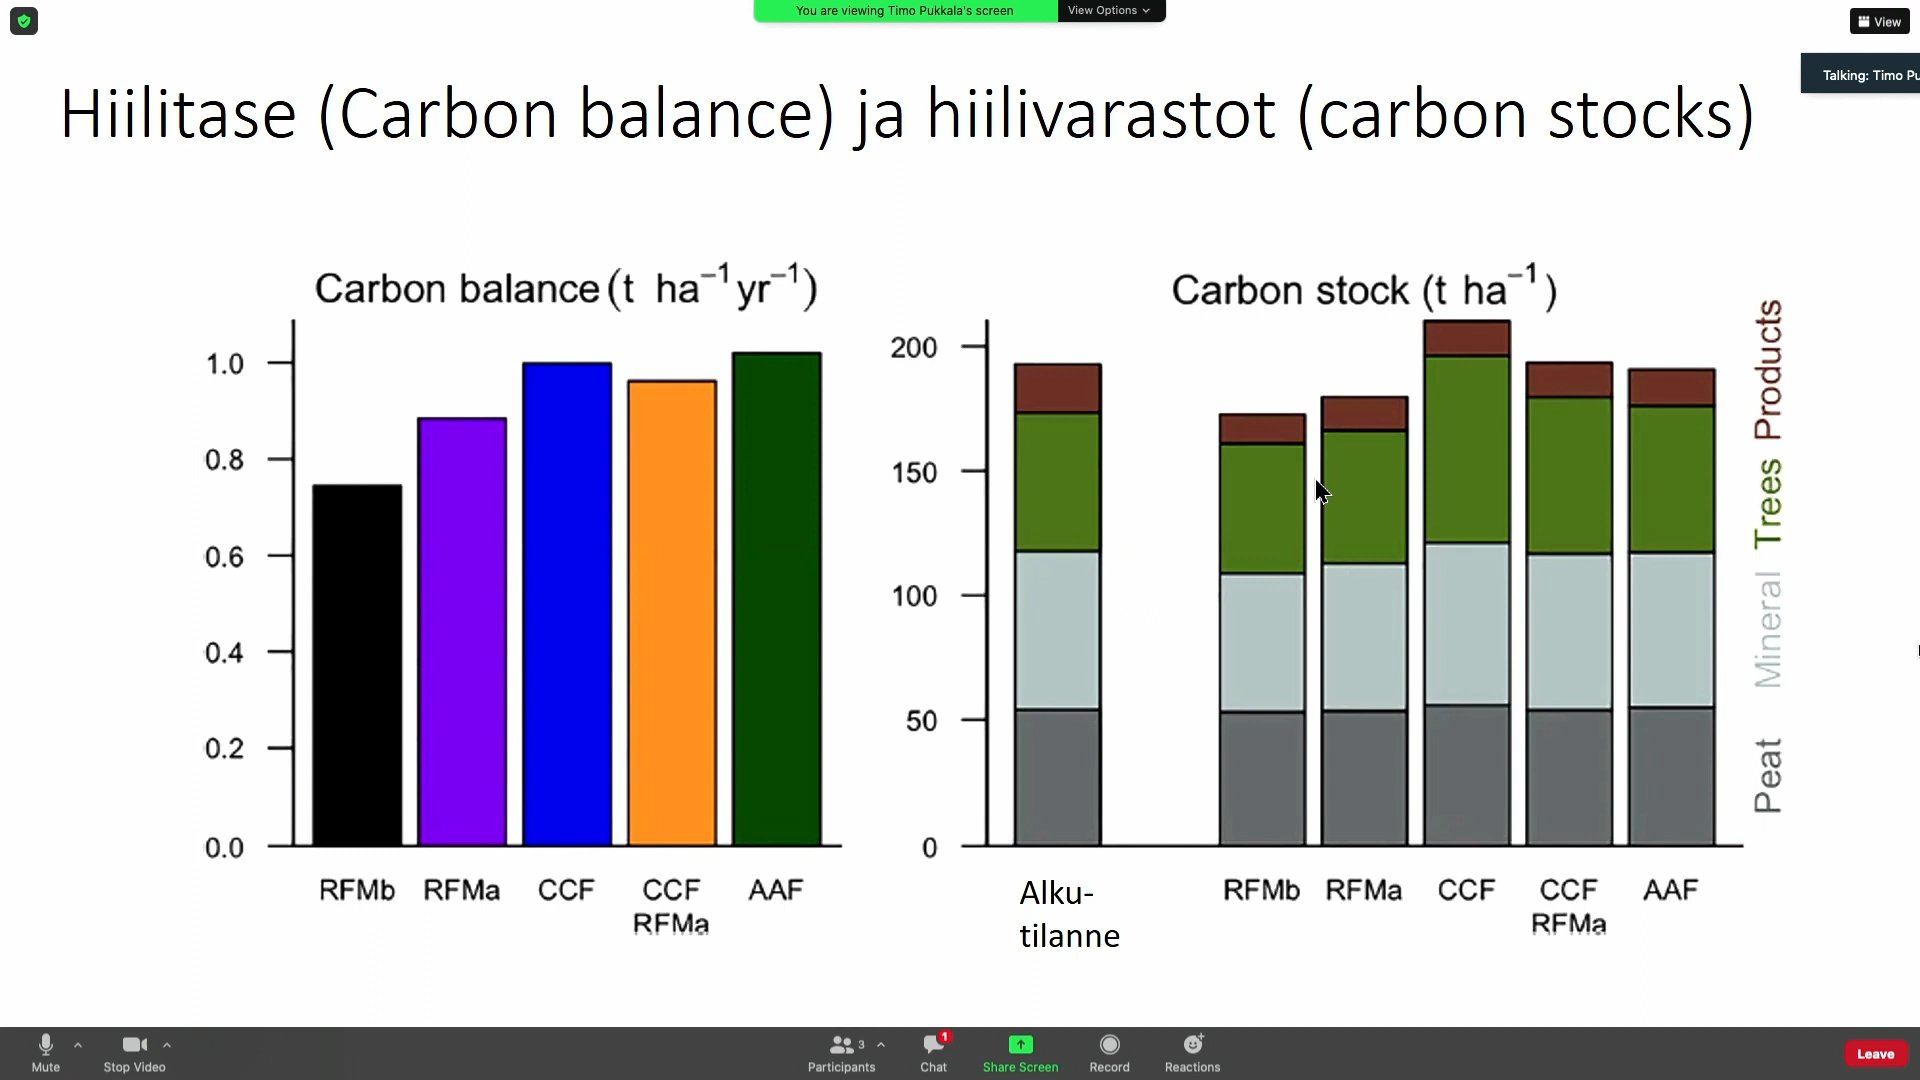 You are viewing Timo Pukkala's screen
View Options
View
Talking: Timo Pu
Hiilitase (Carbon balance) ja hiilivarastot (carbon stocks)
Carbon balance (t ha⁻¹ yr⁻¹)
1.0
0.8
0.6
0.4
0.2
0.0
RFMb RFMa CCF CCF AAF
RFMa
Carbon stock (t ha⁻¹)
200
150
100
50
0
Alku-
tilanne
RFMb RFMa CCF CCF AAF
RFMa
Peat Mineral Trees Products
Mute
Stop Video
3
Participants
1
Chat
Share Screen
Record
Reactions
Leave